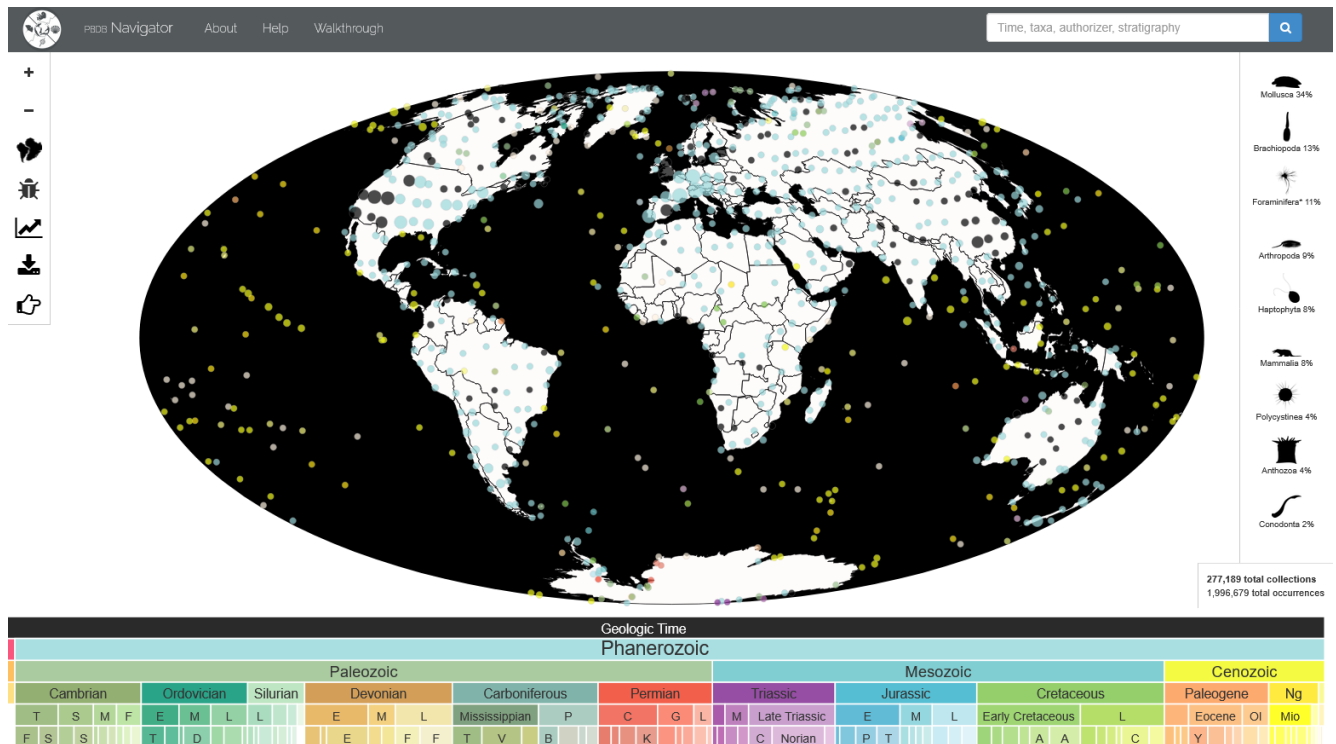 PBDB Navigator About Help Walkthrough
Time, taxa, authorizer, stratigraphy
+
−
Mollusca 34%
Brachiopoda 13%
Foraminifera* 11%
Arthropoda 9%
Haptophyta 8%
Mammalia 8%
Polycystinea 4%
Anthozoa 4%
Conodonta 2%
277,189 total collections
1,996,679 total occurrences
Geologic Time
Phanerozoic
Paleozoic Mesozoic Cenozoic
Cambrian Ordovician Silurian Devonian Carboniferous Permian Triassic Jurassic Cretaceous Paleogene Ng
T S M F E M L L E M L Mississippian P C G L M Late Triassic E M L Early Cretaceous L Eocene Ol Mio
F S S T D E F F T V B K C Norian P T A A C Y